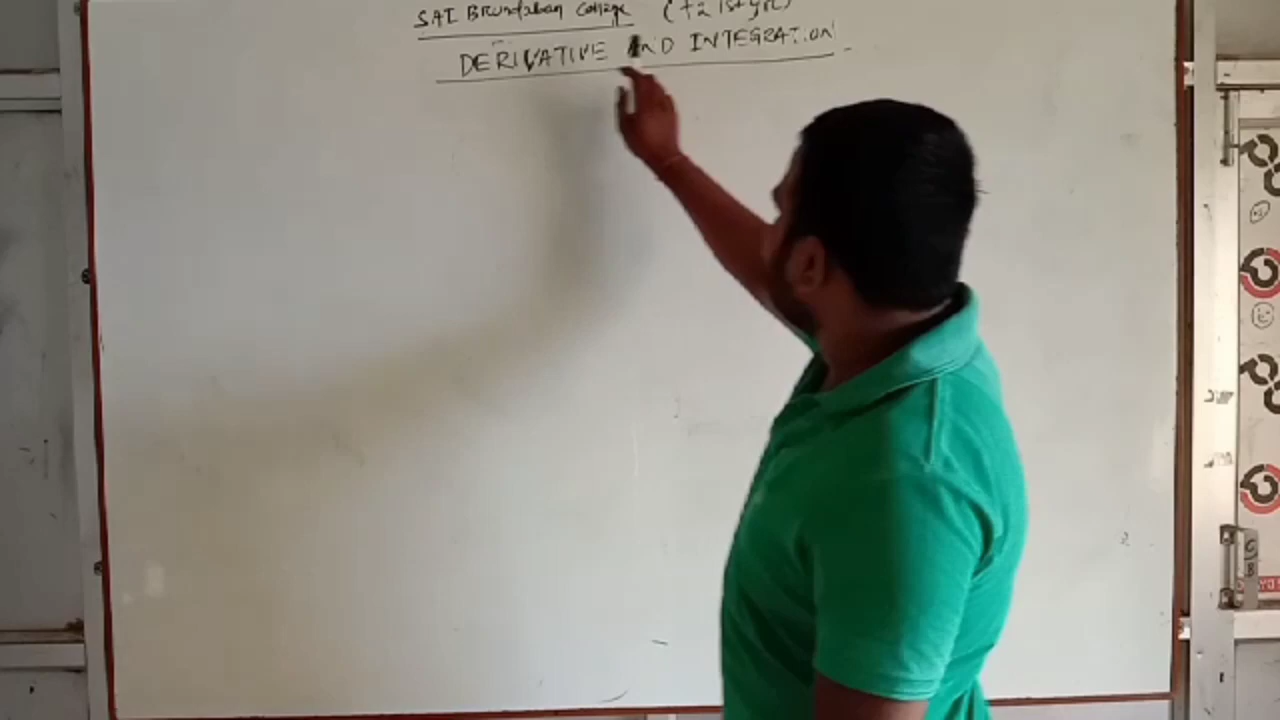 SAI Brundaban College (+2 1st yr)
DERIVATIVE AND INTEGRATION